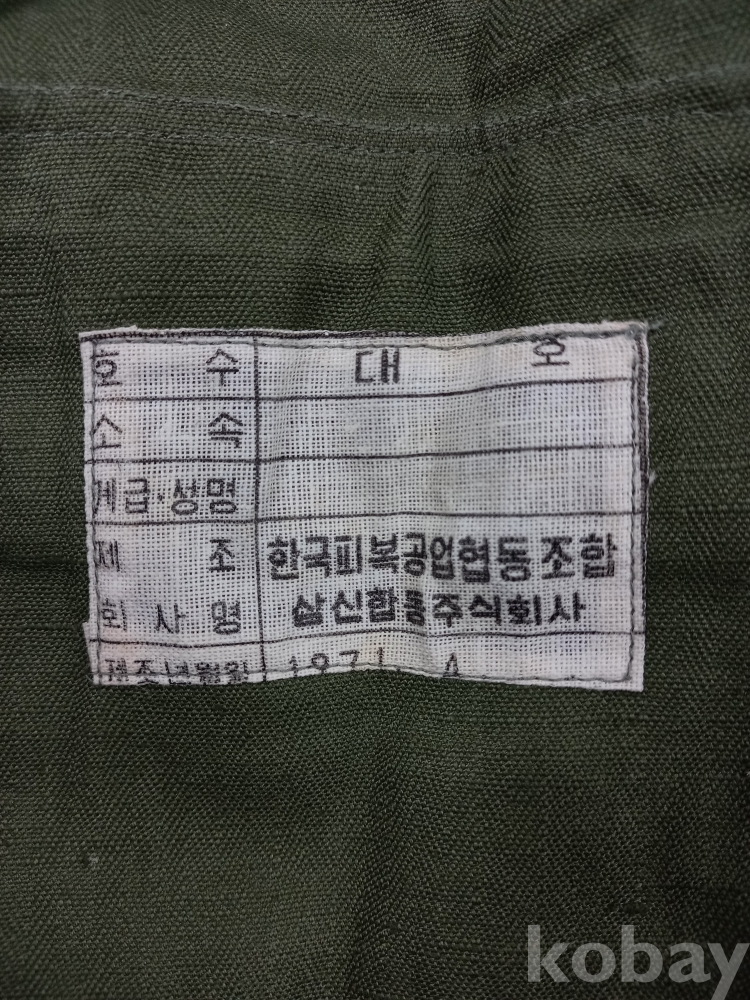 호 수 대 호
소 속
계급·성명
제 조 한국피복공업협동조합
회 사 명 삼신합동주식회사
제조년월일 1971 4
kobay